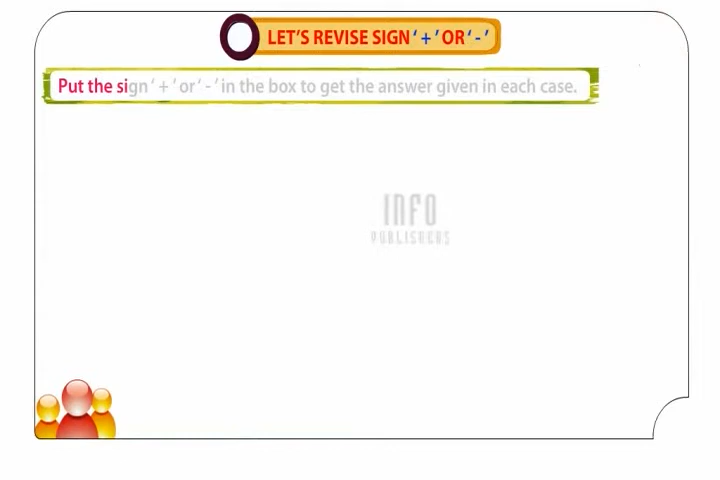 LET'S REVISE SIGN '+' OR '-'
Put the sign '+' or '-' in the box to get the answer given in each case.
INFO
PUBLISHERS